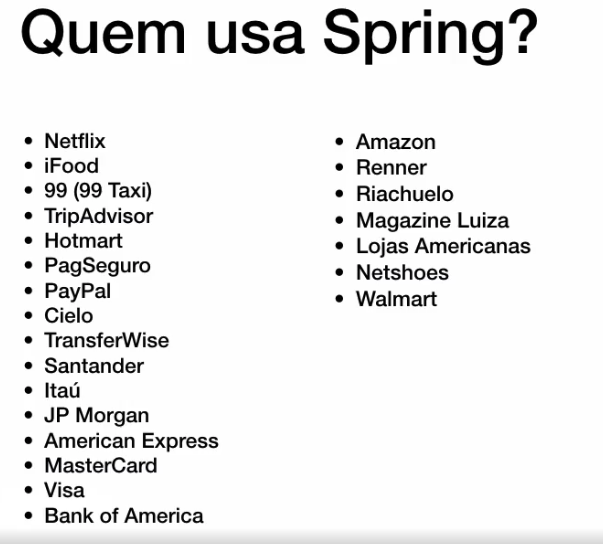 Quem usa Spring?
• Netflix
• iFood
• 99 (99 Taxi)
• TripAdvisor
• Hotmart
• PagSeguro
• PayPal
• Cielo
• TransferWise
• Santander
• Itaú
• JP Morgan
• American Express
• MasterCard
• Visa
• Bank of America
• Amazon
• Renner
• Riachuelo
• Magazine Luiza
• Lojas Americanas
• Netshoes
• Walmart